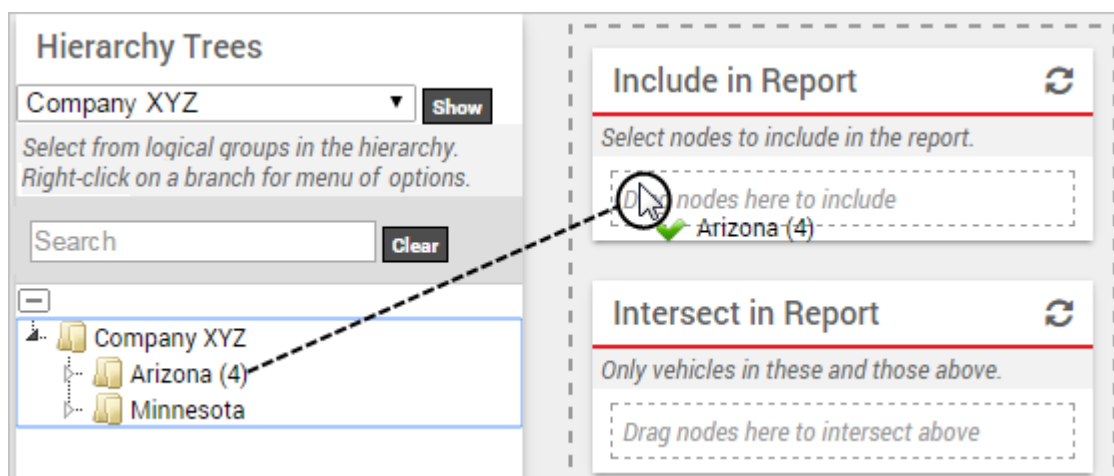 Hierarchy Trees
Company XYZ
Show
Select from logical groups in the hierarchy.
Right-click on a branch for menu of options.
Search
Clear
Company XYZ
Arizona (4)
Minnesota
Include in Report
Select nodes to include in the report.
Drag nodes here to include
Arizona (4)
Intersect in Report
Only vehicles in these and those above.
Drag nodes here to intersect above